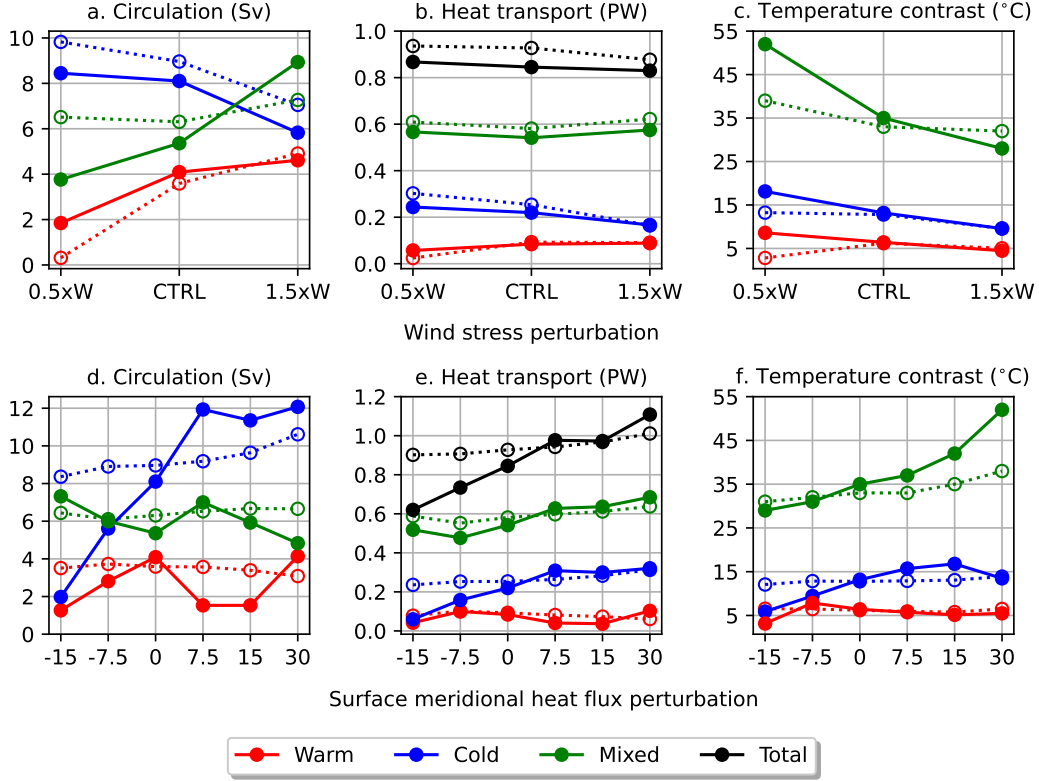 a. Circulation (Sv)
b. Heat transport (PW)
c. Temperature contrast (°C)
10
8
6
4
2
0
0.5xW
CTRL
1.5xW
1.0
0.8
0.6
0.4
0.2
0.0
0.5xW
CTRL
1.5xW
55
45
35
25
15
5
0.5xW
CTRL
1.5xW
Wind stress perturbation
d. Circulation (Sv)
e. Heat transport (PW)
f. Temperature contrast (°C)
12
10
8
6
4
2
0
-15
-7.5
0
7.5
15
30
1.2
1.0
0.8
0.6
0.4
0.2
0.0
-15
-7.5
0
7.5
15
30
55
45
35
25
15
5
-15
-7.5
0
7.5
15
30
Surface meridional heat flux perturbation
Warm
Cold
Mixed
Total